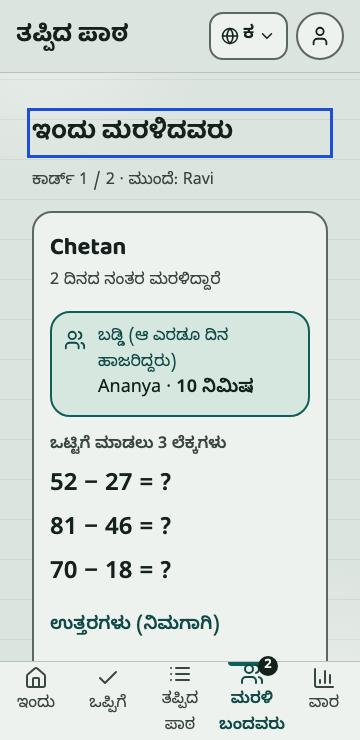 ತಪ್ಪಿದ ಪಾಠ
ಕ
ಇಂದು ಮರಳಿದವರು
ಕಾರ್ಡ್ 1 / 2 · ಮುಂದೆ: Ravi
Chetan
2 ದಿನದ ನಂತರ ಮರಳಿದ್ದಾರೆ
ಬಡ್ಡಿ (ಆ ಎರಡೂ ದಿನ
ಹಾಜರಿದ್ದರು)
Ananya · 10 ನಿಮಿಷ
ಒಟ್ಟಿಗೆ ಮಾಡಲು 3 ಲೆಕ್ಕಗಳು
52 − 27 = ?
81 − 46 = ?
70 − 18 = ?
ಉತ್ತರಗಳು (ನಿಮಗಾಗಿ)
2
ಇಂದು
ಒಪ್ಪಿಗೆ
ತಪ್ಪಿದ
ಪಾಠ
ಮರಳಿ
ಬಂದವರು
ವಾರ